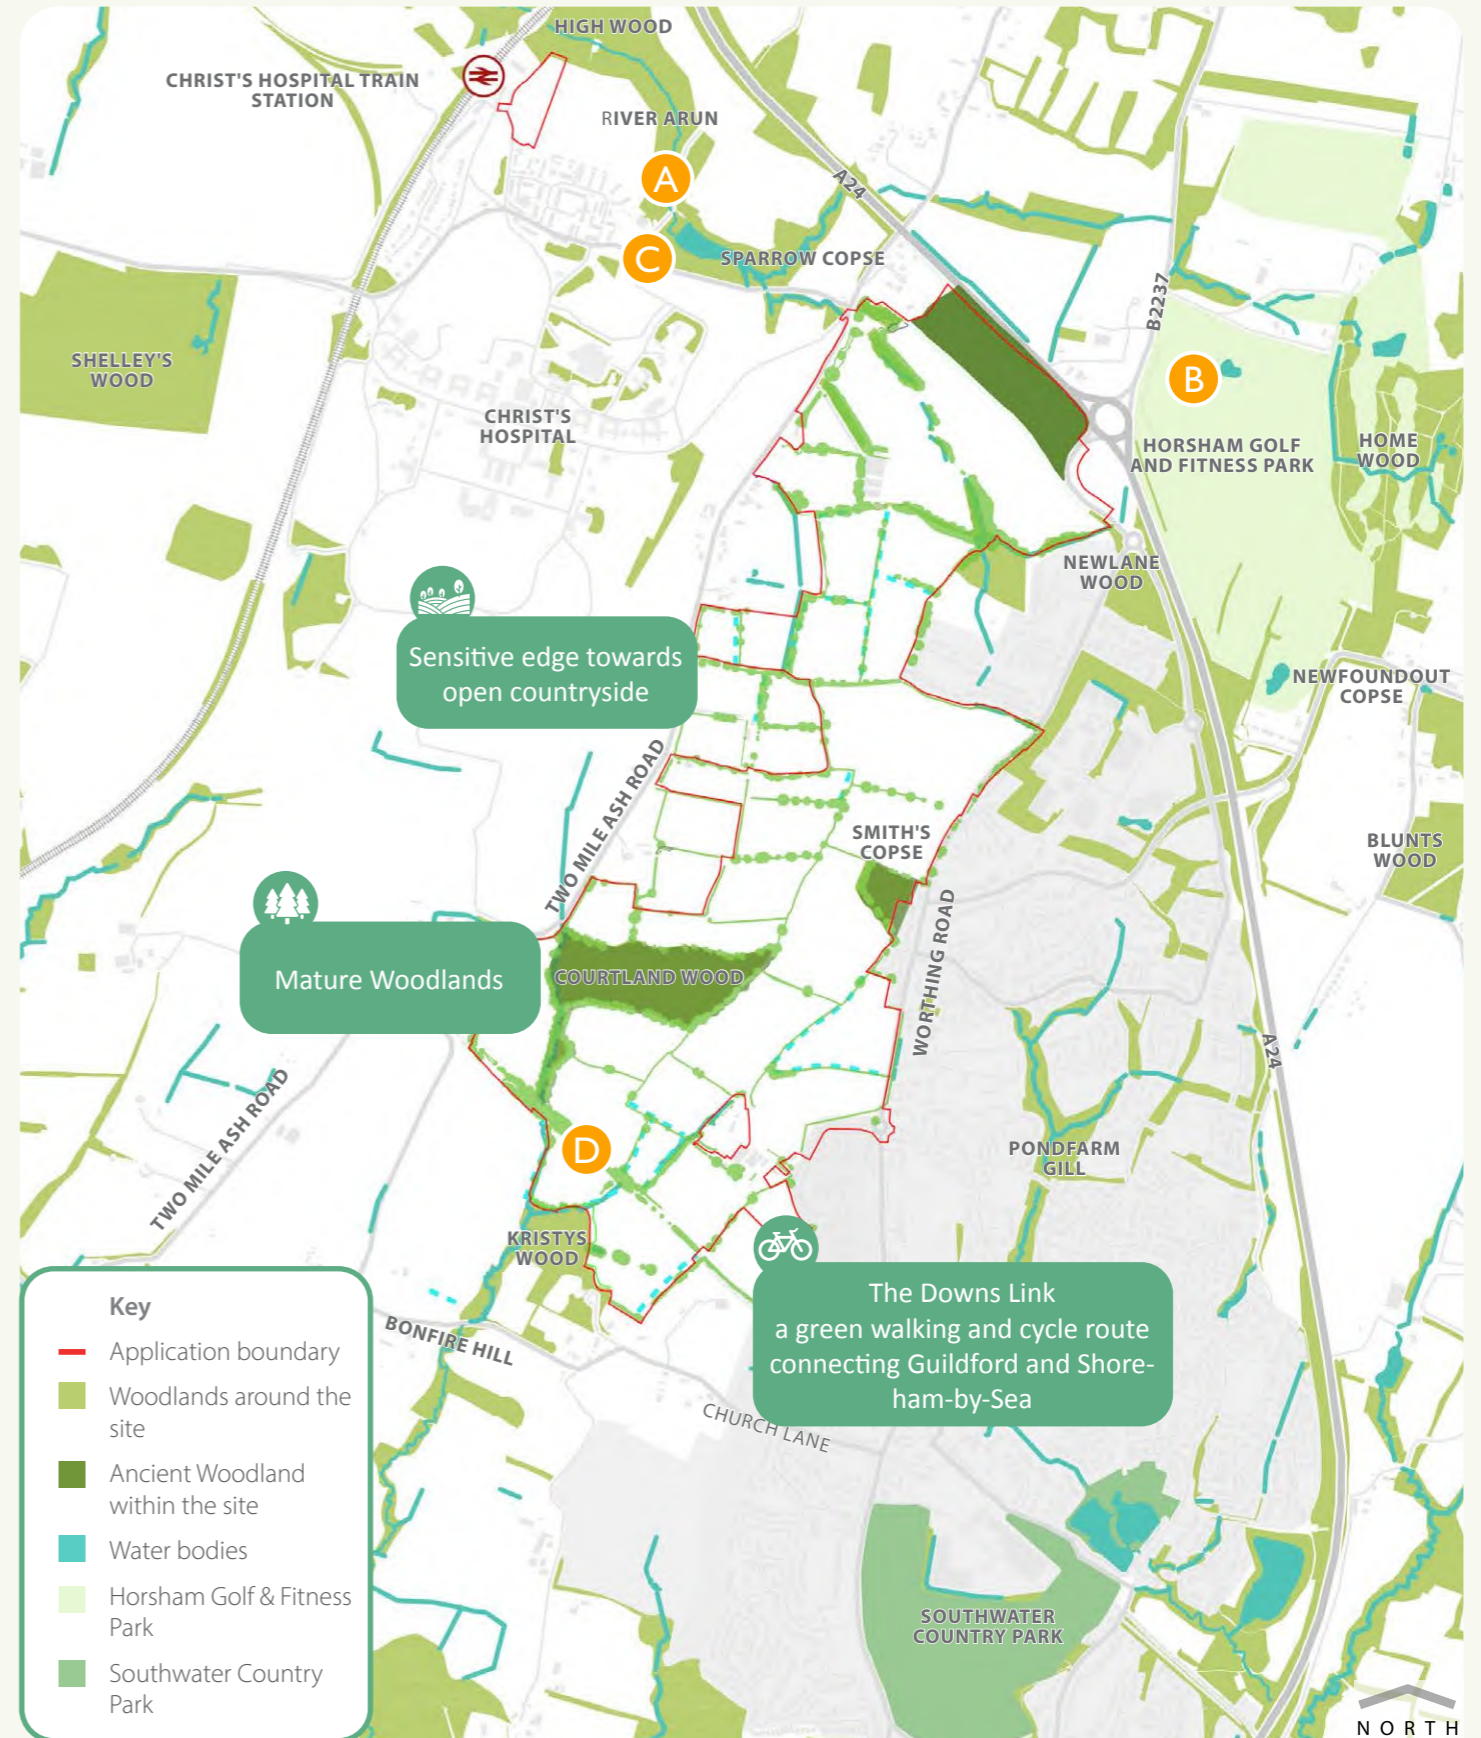 HIGH WOOD
CHRIST'S HOSPITAL TRAIN
STATION
RIVER ARUN
A
A24
C
SPARROW COPSE
B2237
SHELLEY'S
WOOD
B
CHRIST'S
HOSPITAL
HORSHAM GOLF
AND FITNESS PARK
HOME
WOOD
NEWLANE
WOOD
Sensitive edge towards
open countryside
NEWFOUNDOUT
COPSE
TWO MILE ASH ROAD
SMITH'S
COPSE
BLUNTS
WOOD
WORTHING ROAD
Mature Woodlands
COURTLAND WOOD
A24
TWO MILE ASH ROAD
D
PONDFARM
GILL
KRISTYS
WOOD
The Downs Link
a green walking and cycle route
connecting Guildford and Shore-
ham-by-Sea
BONFIRE HILL
CHURCH LANE
SOUTHWATER
COUNTRY PARK
Key
Application boundary
Woodlands around the
site
Ancient Woodland
within the site
Water bodies
Horsham Golf & Fitness
Park
Southwater Country
Park
NORTH